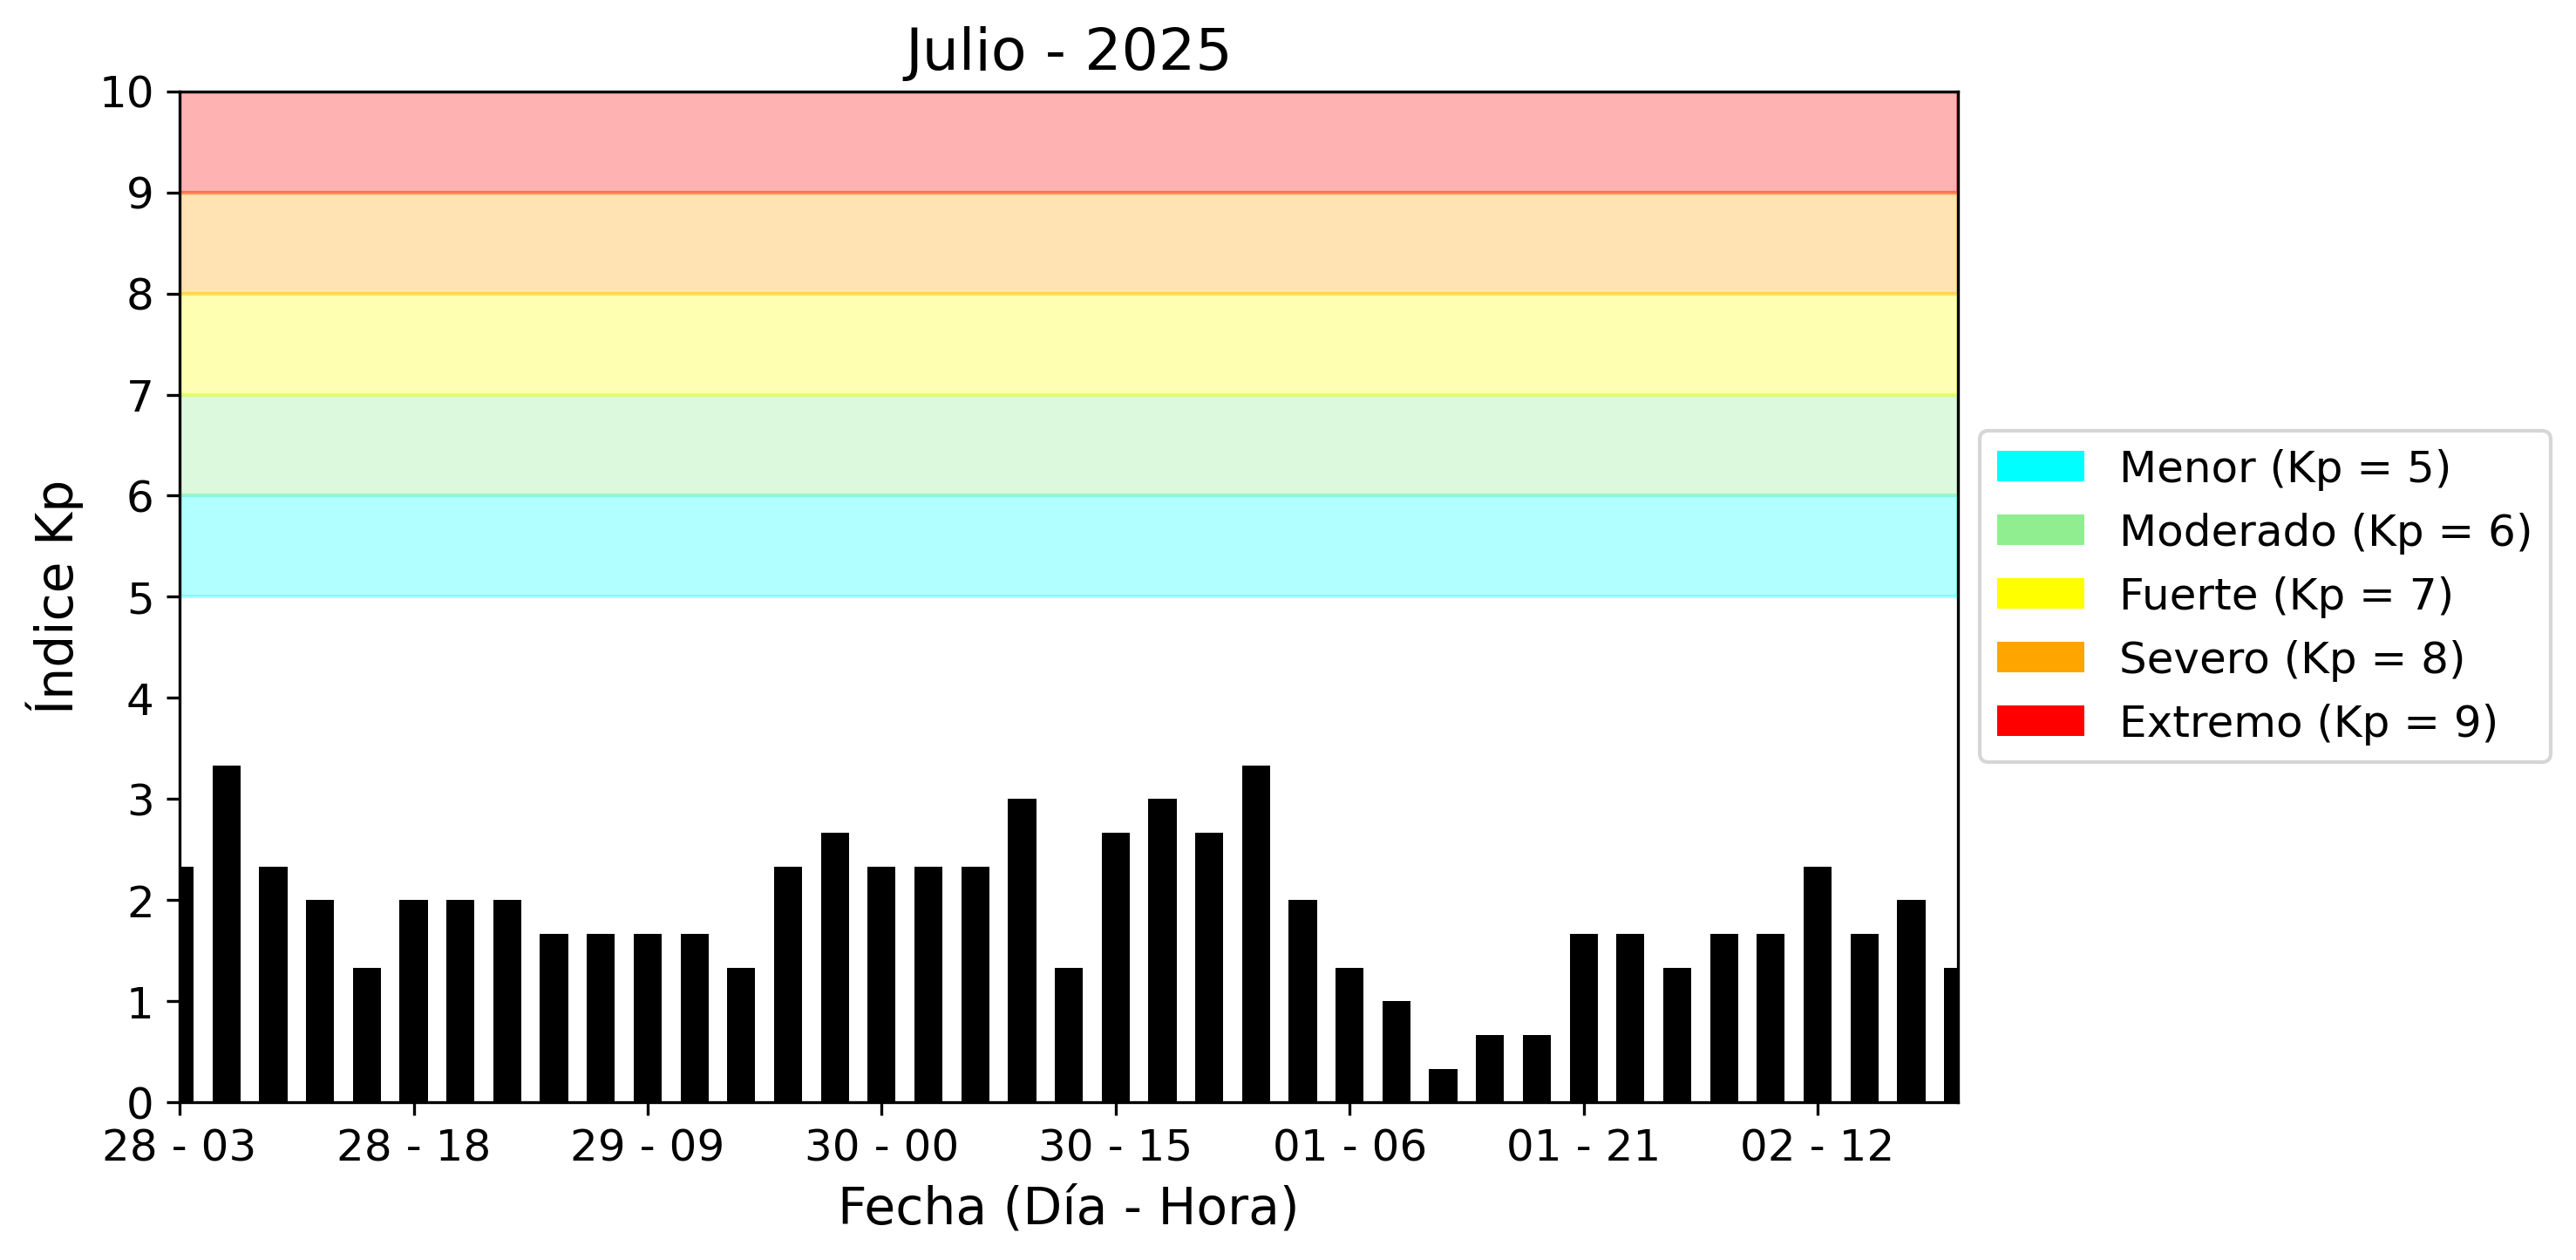 Julio - 2025
10
9
8
7
6
5
4
3
2
1
0
Índice Kp
28 - 03
28 - 18
29 - 09
30 - 00
30 - 15
01 - 06
01 - 21
02 - 12
Fecha (Día - Hora)
Menor (Kp = 5)
Moderado (Kp = 6)
Fuerte (Kp = 7)
Severo (Kp = 8)
Extremo (Kp = 9)